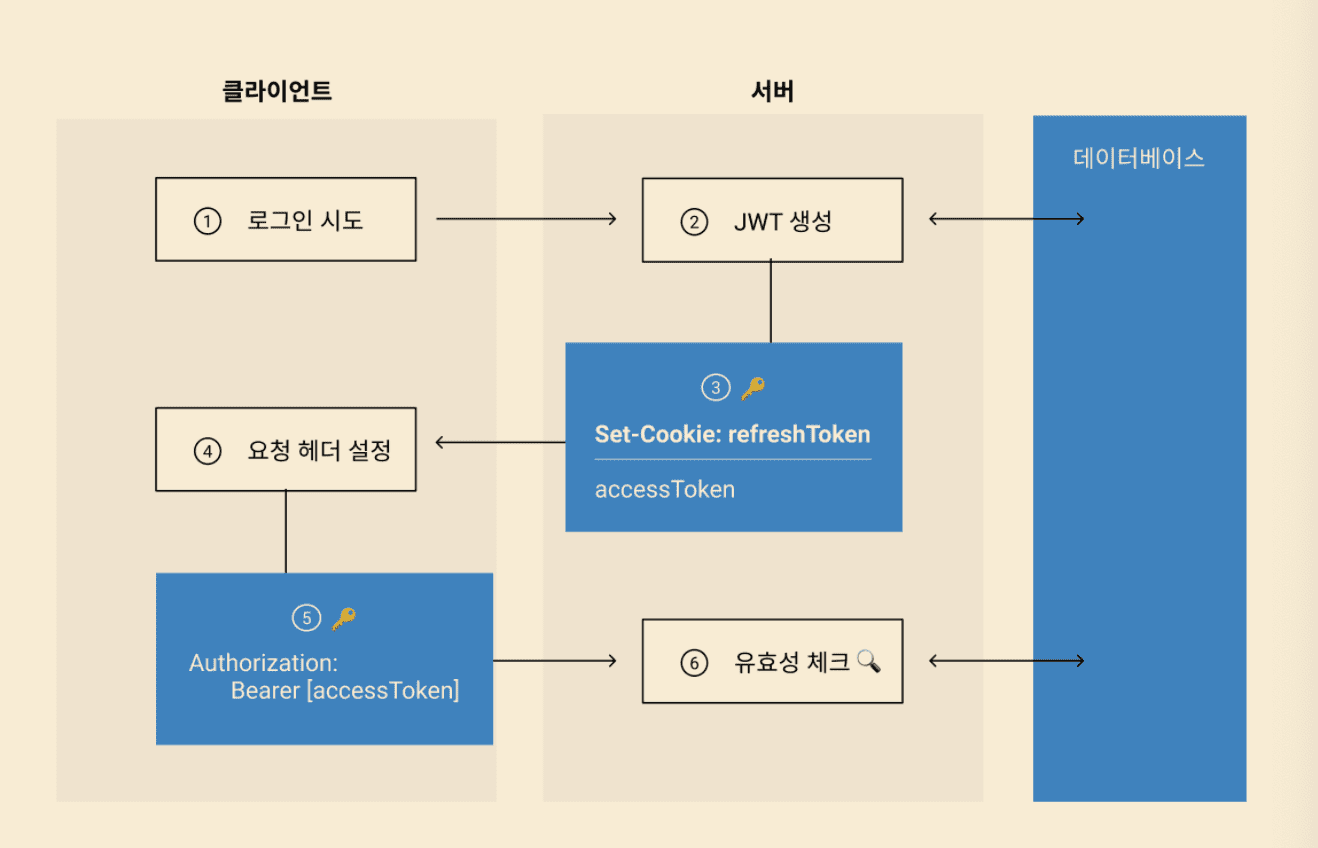 클라이언트
서버
데이터베이스
① 로그인 시도
② JWT 생성
③ 🔑
Set-Cookie: refreshToken
accessToken
④ 요청 헤더 설정
⑤ 🔑
Authorization:
Bearer [accessToken]
⑥ 유효성 체크 🔍